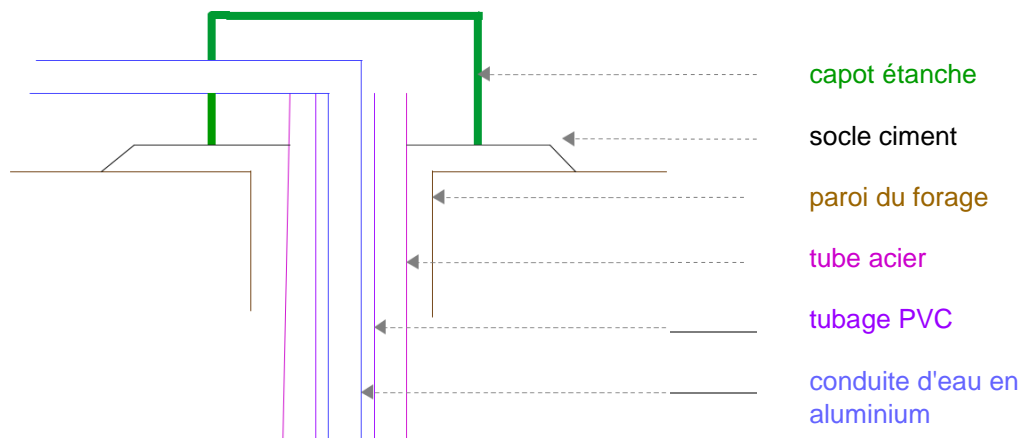 capot étanche
socle ciment
paroi du forage
tube acier
tubage PVC
conduite d'eau en
aluminium